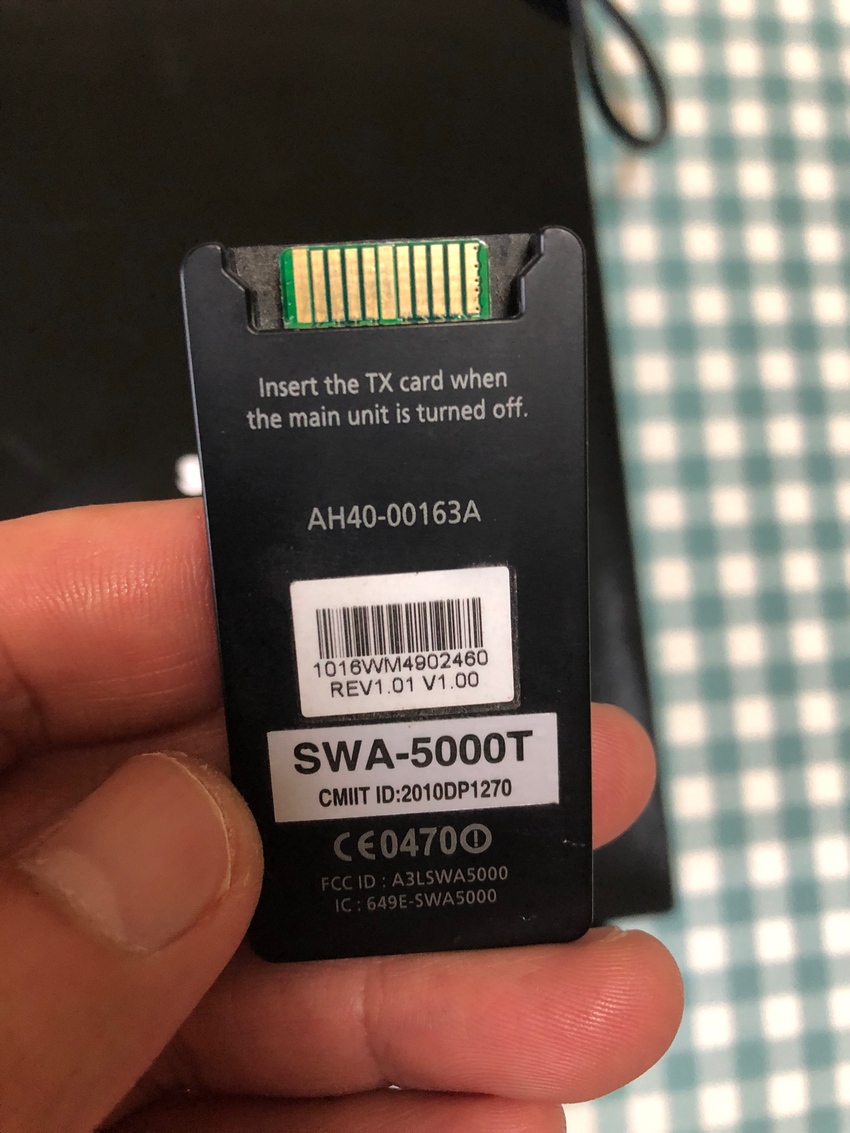 Insert the TX card when
the main unit is turned off.
AH40-00163A
1016WM4902460
REV1.01 V1.00
SWA-5000T
CMIIT ID:2010DP1270
CE0470
FCC ID : A3LSWA5000
IC : 649E-SWA5000